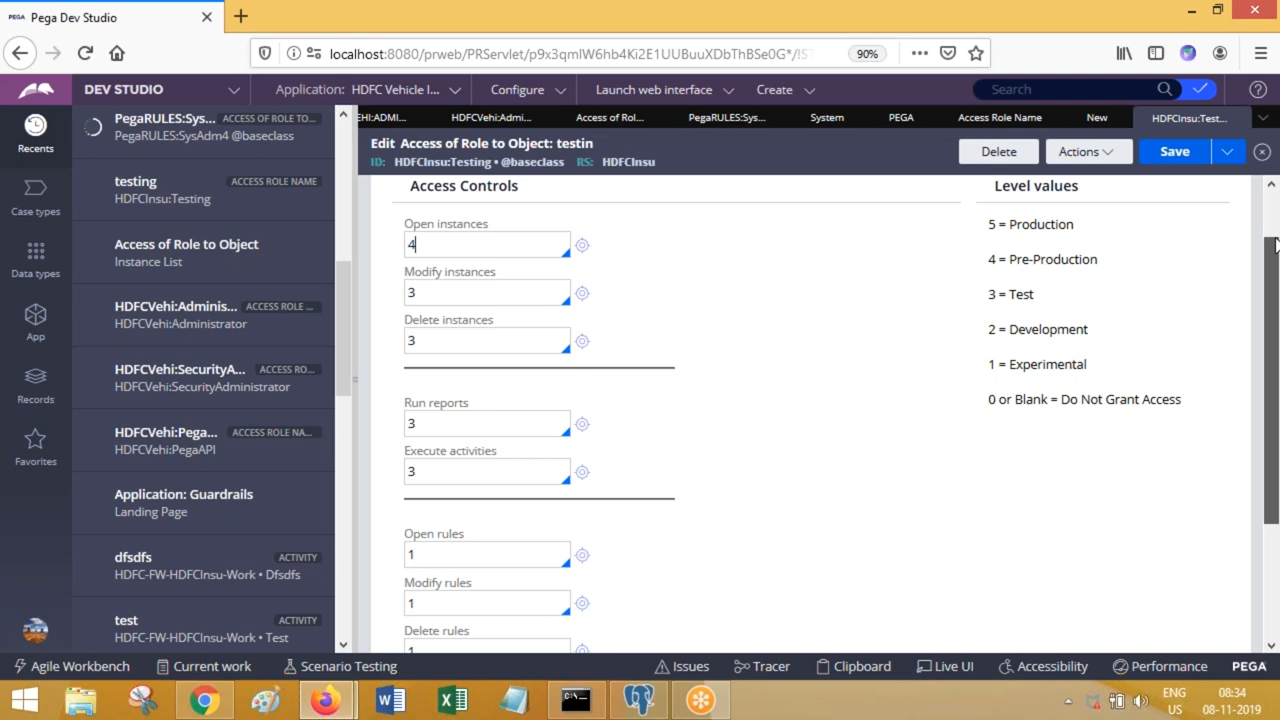 PEGA Pega Dev Studio
localhost:8080/prweb/PRServlet/p9x3qmlW6hb4Ki2E1UUBuuXDbThBSe0G*/!S
90%
DEV STUDIO
Application: HDFC Vehicle I...
Configure
Launch web interface
Create
Search
EHI:ADMI...
HDFCVehi:Admi...
Access of Rol...
PegaRULES:Sys...
System
PEGA
Access Role Name
New
HDFCInsu:Test...
Edit Access of Role to Object: testin
ID: HDFCInsu:Testing • @baseclass RS: HDFCInsu
Delete
Actions
Save
Recents
Case types
Data types
App
Records
Favorites
PegaRULES:Sys... ACCESS OF ROLE TO...
PegaRULES:SysAdm4 @baseclass
testing ACCESS ROLE NAME
HDFCInsu:Testing
Access of Role to Object
Instance List
HDFCVehi:Adminis... ACCESS ROLE ...
HDFCVehi:Administrator
HDFCVehi:SecurityA... ACCESS RO...
HDFCVehi:SecurityAdministrator
HDFCVehi:Pega... ACCESS ROLE NA...
HDFCVehi:PegaAPI
Application: Guardrails
Landing Page
dfsdfs ACTIVITY
HDFC-FW-HDFCInsu-Work • Dfsdfs
test ACTIVITY
HDFC-FW-HDFCInsu-Work • Test
Access Controls
Open instances
4
Modify instances
3
Delete instances
3
Run reports
3
Execute activities
3
Open rules
1
Modify rules
1
Delete rules
1
Level values
5 = Production
4 = Pre-Production
3 = Test
2 = Development
1 = Experimental
0 or Blank = Do Not Grant Access
Agile Workbench
Current work
Scenario Testing
Issues
Tracer
Clipboard
Live UI
Accessibility
Performance
PEGA
ENG
US
08:34
08-11-2019